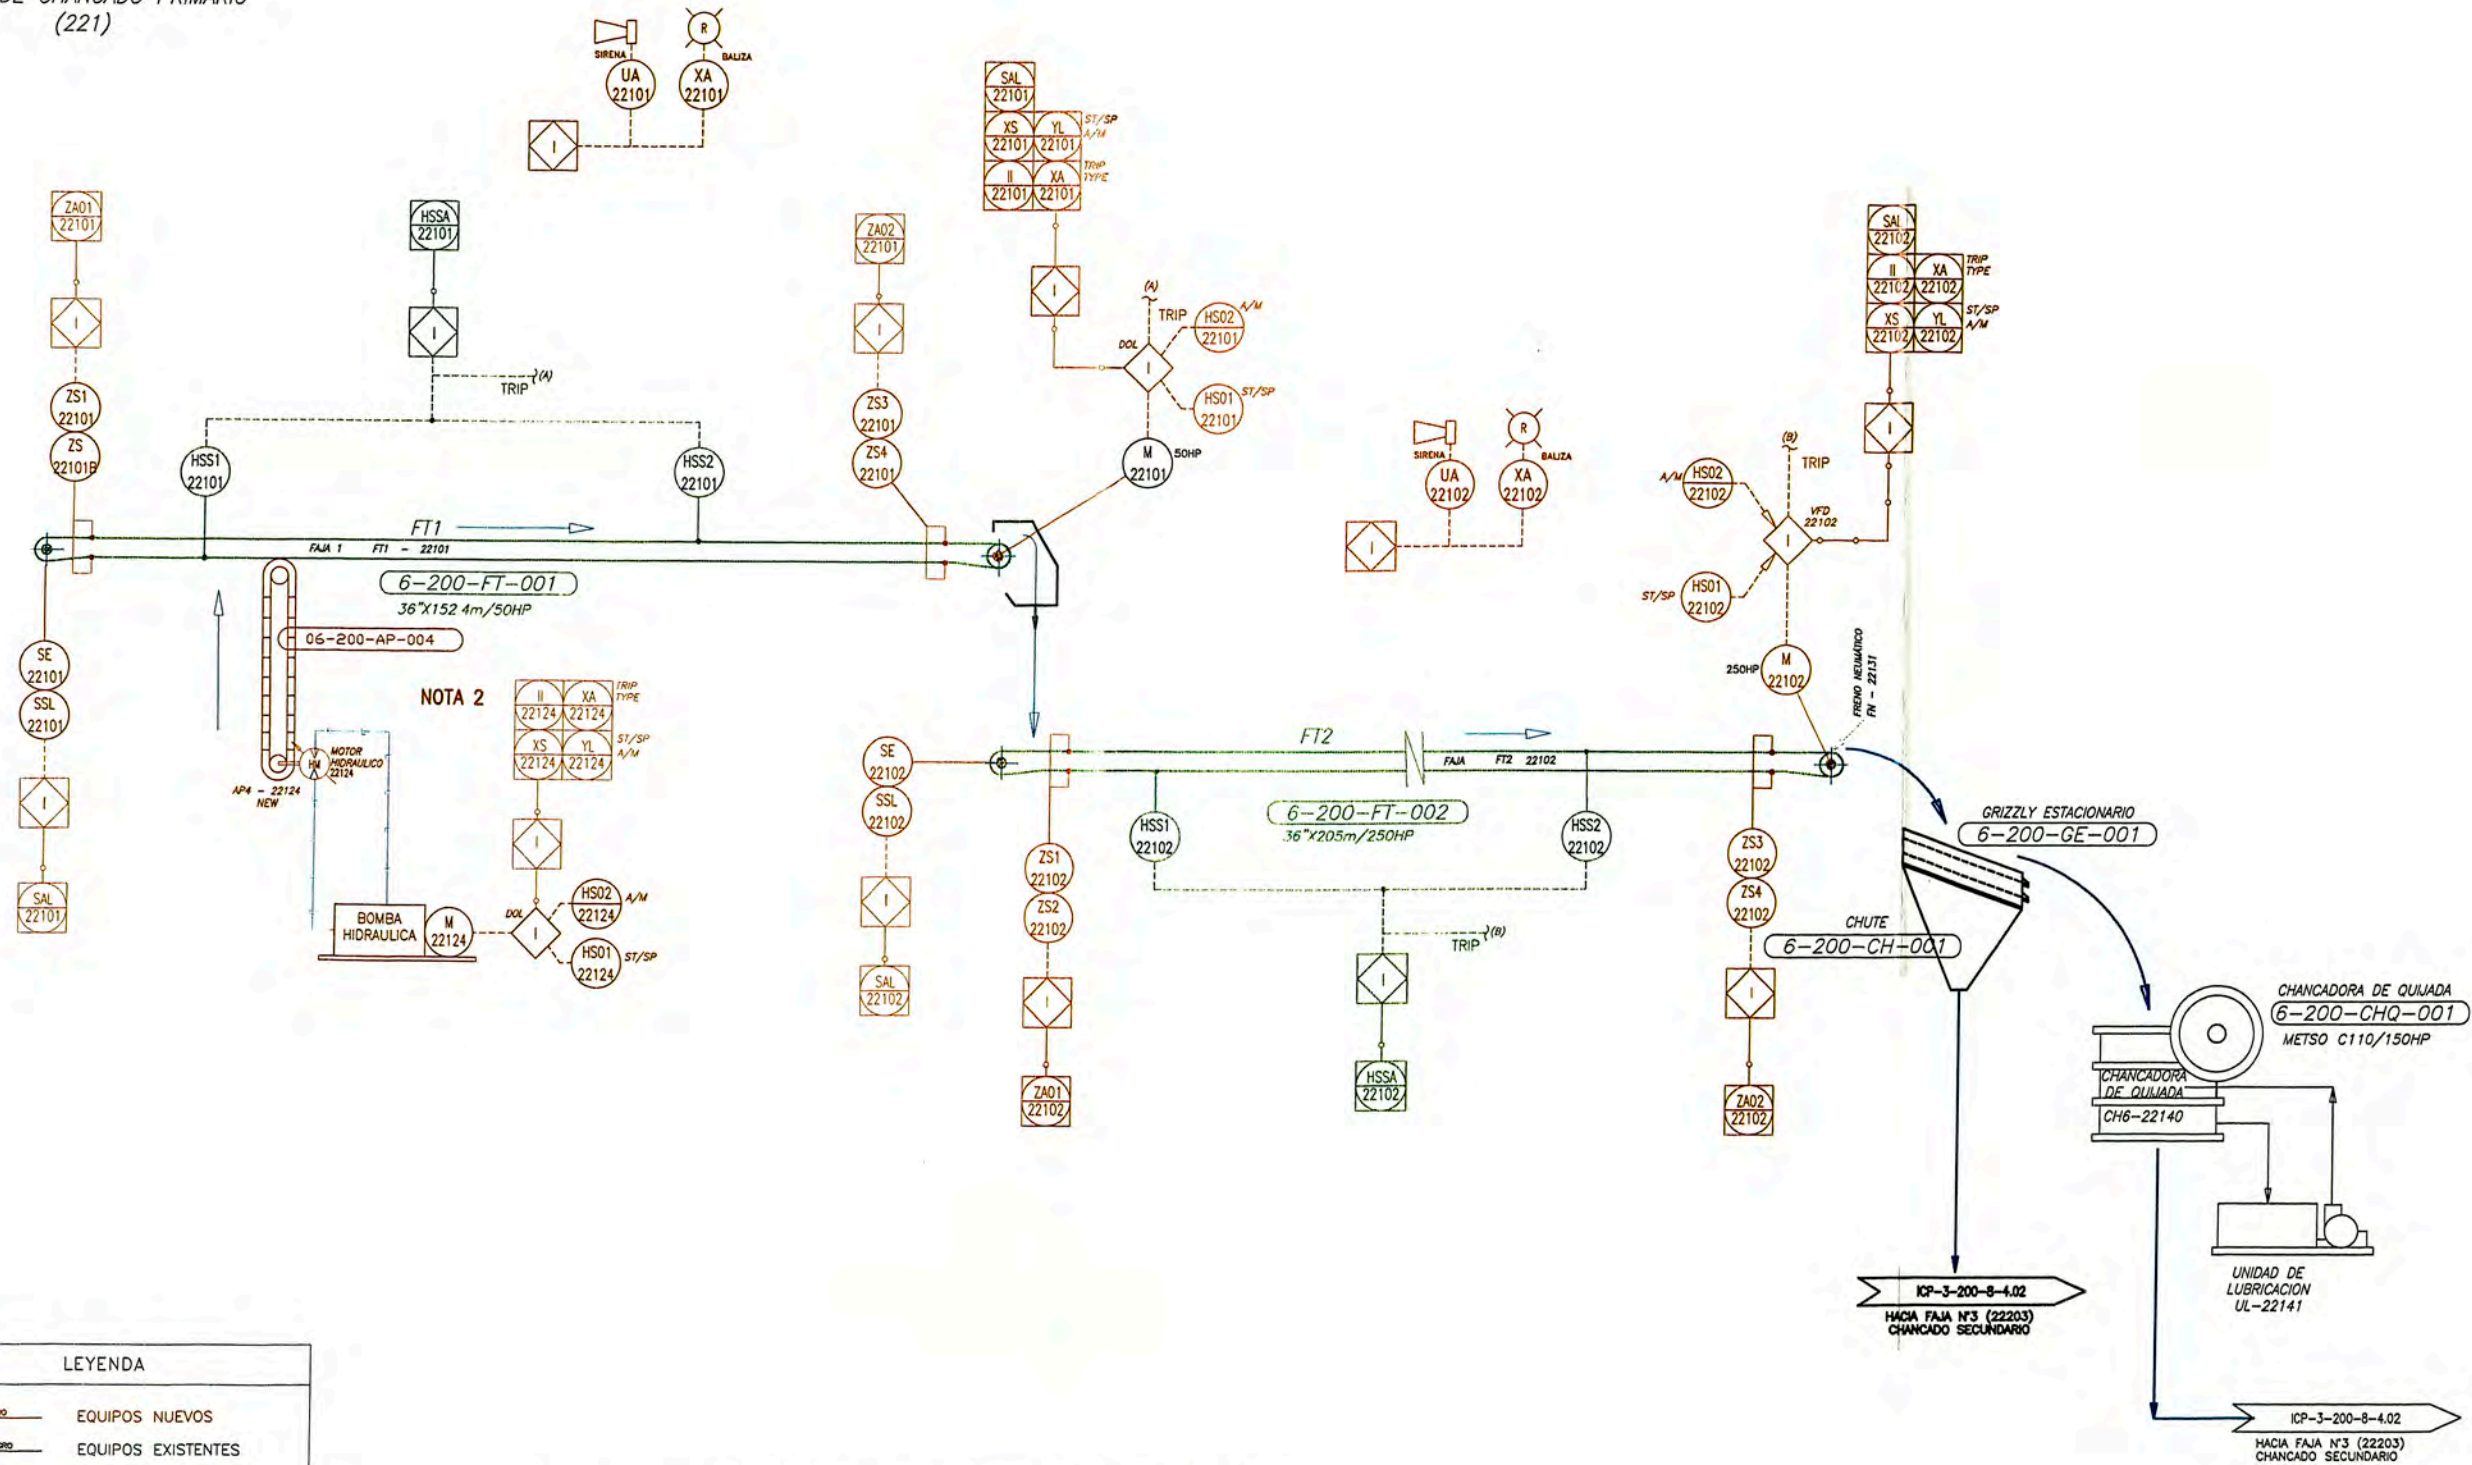 DE CHANCADO PRIMARIO
(221)
SIRENA
R
BALIZA
UA
22101
XA
22101
I
ZA01
22101
I
ZS1
22101
ZS
22101B
HSSA
22101
I
TRIP
(A)
HSS1
22101
HSS2
22101
ZA02
22101
I
ZS3
22101
ZS4
22101
SAL
22101
XS
22101
YL
22101
ST/SP
A/M
II
22101
XA
22101
TRIP
TYPE
I
(A)
TRIP
DOL
I
HS02
22101
A/M
HS01
22101
ST/SP
M
22101
50HP
FT1
FAJA 1 FT1 - 22101
6-200-FT-001
36"X152 4m/50HP
06-200-AP-004
SE
22101
SSL
22101
I
SAL
22101
NOTA 2
HM
MOTOR
HIDRAULICO
22124
AP4 - 22124
NEW
II
22124
XA
22124
TRIP
TYPE
XS
22124
YL
22124
ST/SP
A/M
I
BOMBA
HIDRAULICA
M
22124
DOL
I
HS02
22124
A/M
HS01
22124
ST/SP
SIRENA
R
BALIZA
UA
22102
XA
22102
I
SAL
22102
II
22102
XA
22102
TRIP
TYPE
XS
22102
YL
22102
ST/SP
A/M
I
(B)
TRIP
A/M
HS02
22102
VFD
22102
I
ST/SP
HS01
22102
250HP
M
22102
FRENO NEUMATICO
FN - 22131
SE
22102
SSL
22102
I
SAL
22102
FT2
FAJA FT2 22102
6-200-FT-002
36"X205m/250HP
ZS1
22102
ZS2
22102
I
ZA01
22102
HSS1
22102
HSS2
22102
TRIP
(B)
I
HSSA
22102
ZS3
22102
ZS4
22102
I
ZA02
22102
GRIZZLY ESTACIONARIO
6-200-GE-001
CHUTE
6-200-CH-001
CHANCADORA DE QUIJADA
6-200-CHQ-001
METSO C110/150HP
CHANCADORA
DE QUIJADA
CH6-22140
UNIDAD DE
LUBRICACION
UL-22141
ICP-3-200-8-4.02
HACIA FAJA N°3 (22203)
CHANCADO SECUNDARIO
ICP-3-200-8-4.02
HACIA FAJA N°3 (22203)
CHANCADO SECUNDARIO
LEYENDA
EQUIPOS NUEVOS
EQUIPOS EXISTENTES